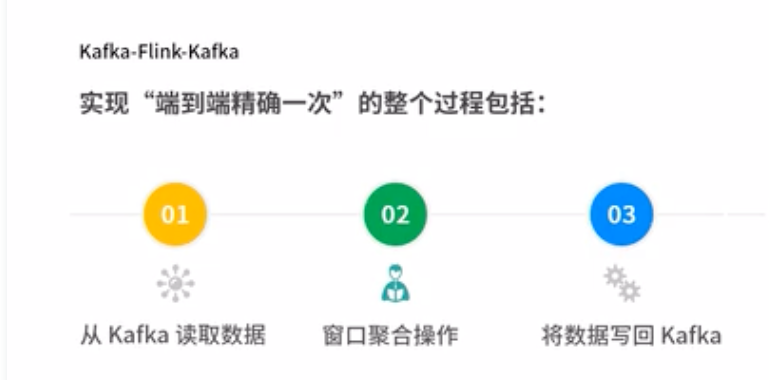 Kafka-Flink-Kafka
实现“端到端精确一次”的整个过程包括：
01
02
03
从 Kafka 读取数据
窗口聚合操作
将数据写回 Kafka